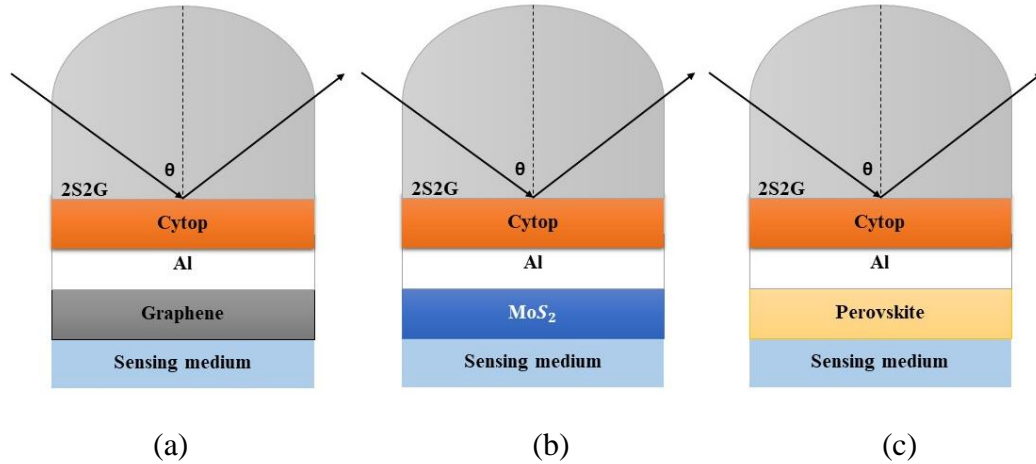 θ
2S2G
Cytop
Al
Graphene
Sensing medium
(a)
θ
2S2G
Cytop
Al
MoS₂
Sensing medium
(b)
θ
2S2G
Cytop
Al
Perovskite
Sensing medium
(c)